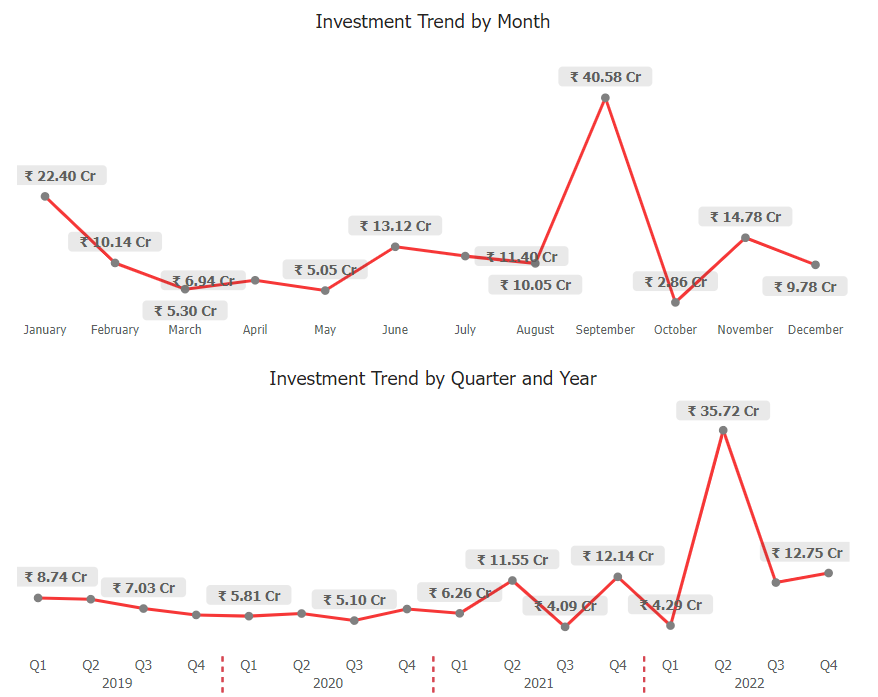 Investment Trend by Month
₹ 40.58 Cr
₹ 22.40 Cr
₹ 14.78 Cr
₹ 13.12 Cr
₹ 10.14 Cr
₹ 11.40 Cr
₹ 5.05 Cr
₹ 6.94 Cr
₹ 2.86 Cr
₹ 10.05 Cr
₹ 9.78 Cr
₹ 5.30 Cr
January February March April May June July August September October November December
Investment Trend by Quarter and Year
₹ 35.72 Cr
₹ 12.75 Cr
₹ 12.14 Cr
₹ 11.55 Cr
₹ 8.74 Cr
₹ 7.03 Cr
₹ 6.26 Cr
₹ 5.81 Cr
₹ 5.10 Cr
₹ 4.29 Cr
₹ 4.09 Cr
Q1 Q2 Q3 Q4 Q1 Q2 Q3 Q4 Q1 Q2 Q3 Q4 Q1 Q2 Q3 Q4
2019 2020 2021 2022